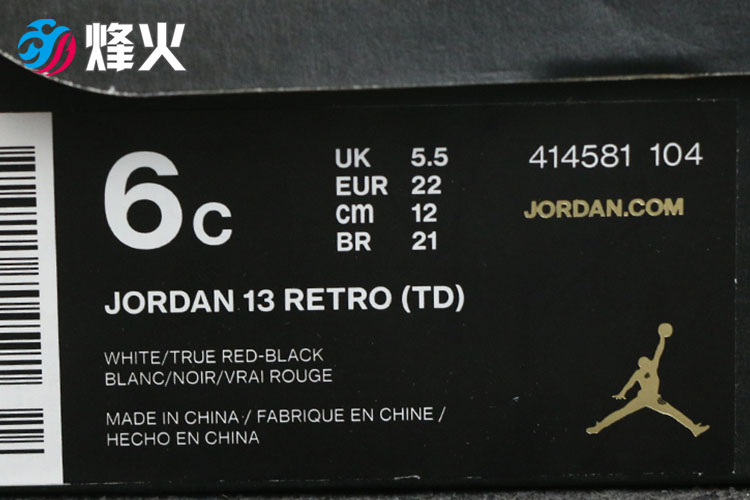 烽火
6C
UK 5.5
EUR 22
cm 12
BR 21
414581 104
JORDAN.COM
JORDAN 13 RETRO (TD)
WHITE/TRUE RED-BLACK
BLANC/NOIR/VRAI ROUGE
MADE IN CHINA / FABRIQUE EN CHINE /
HECHO EN CHINA